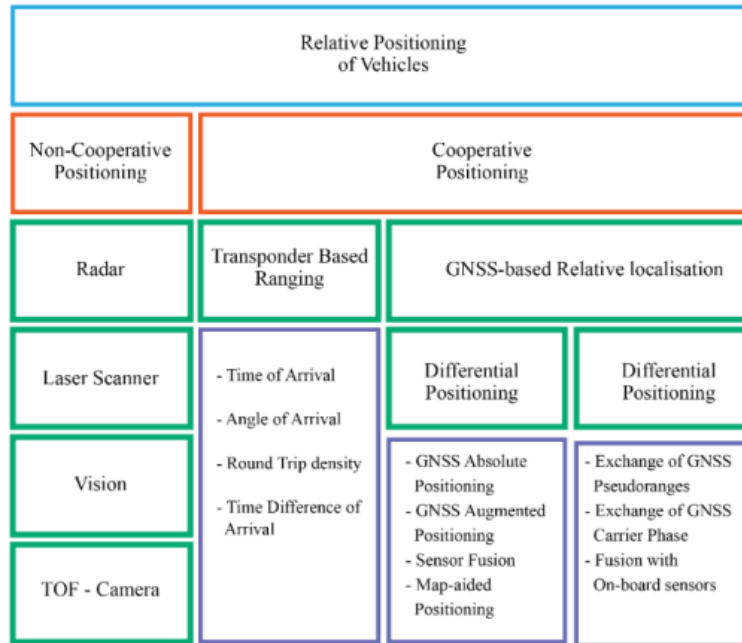 Relative Positioning
of Vehicles
Non-Cooperative
Positioning
Cooperative
Positioning
Radar
Transponder Based
Ranging
GNSS-based Relative localisation
Laser Scanner
- Time of Arrival
- Angle of Arrival
- Round Trip density
- Time Difference of
Arrival
Differential
Positioning
Differential
Positioning
Vision
- GNSS Absolute
Positioning
- GNSS Augmented
Positioning
- Sensor Fusion
- Map-aided
Positioning
- Exchange of GNSS
Pseudoranges
- Exchange of GNSS
Carrier Phase
- Fusion with
On-board sensors
TOF - Camera